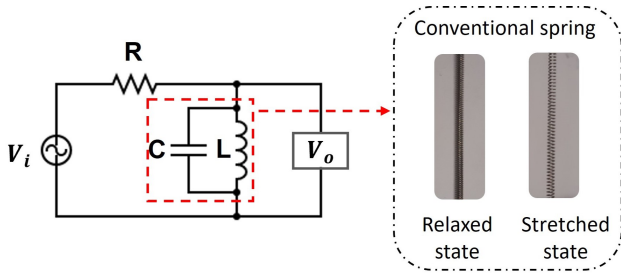 Conventional spring
R
V_i
C
L
V_o
Relaxed
state
Stretched
state